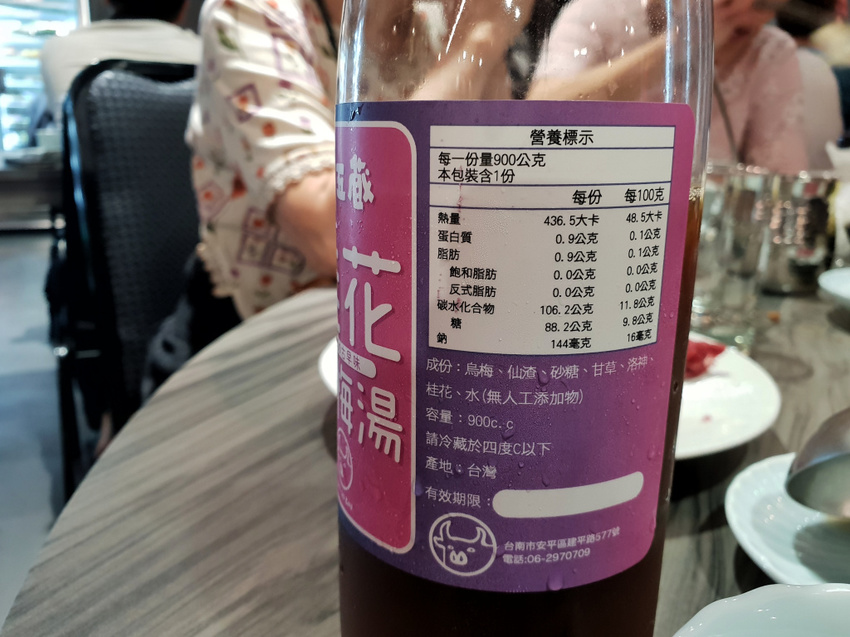 藏
花
梅湯
營養標示
每一份量900公克
本包裝含1份
每份 每100克
熱量 436.5大卡 48.5大卡
蛋白質 0.9公克 0.1公克
脂肪 0.9公克 0.1公克
飽和脂肪 0.0公克 0.0公克
反式脂肪 0.0公克 0.0公克
碳水化合物 106.2公克 11.8公克
糖 88.2公克 9.8公克
鈉 144毫克 16毫克
成份：烏梅、仙渣、砂糖、甘草、洛神、
桂花、水(無人工添加物)
容量：900c.c
請冷藏於四度C以下
產地：台灣
有效期限：
台南市安平區建平路577號
電話:06-2970709